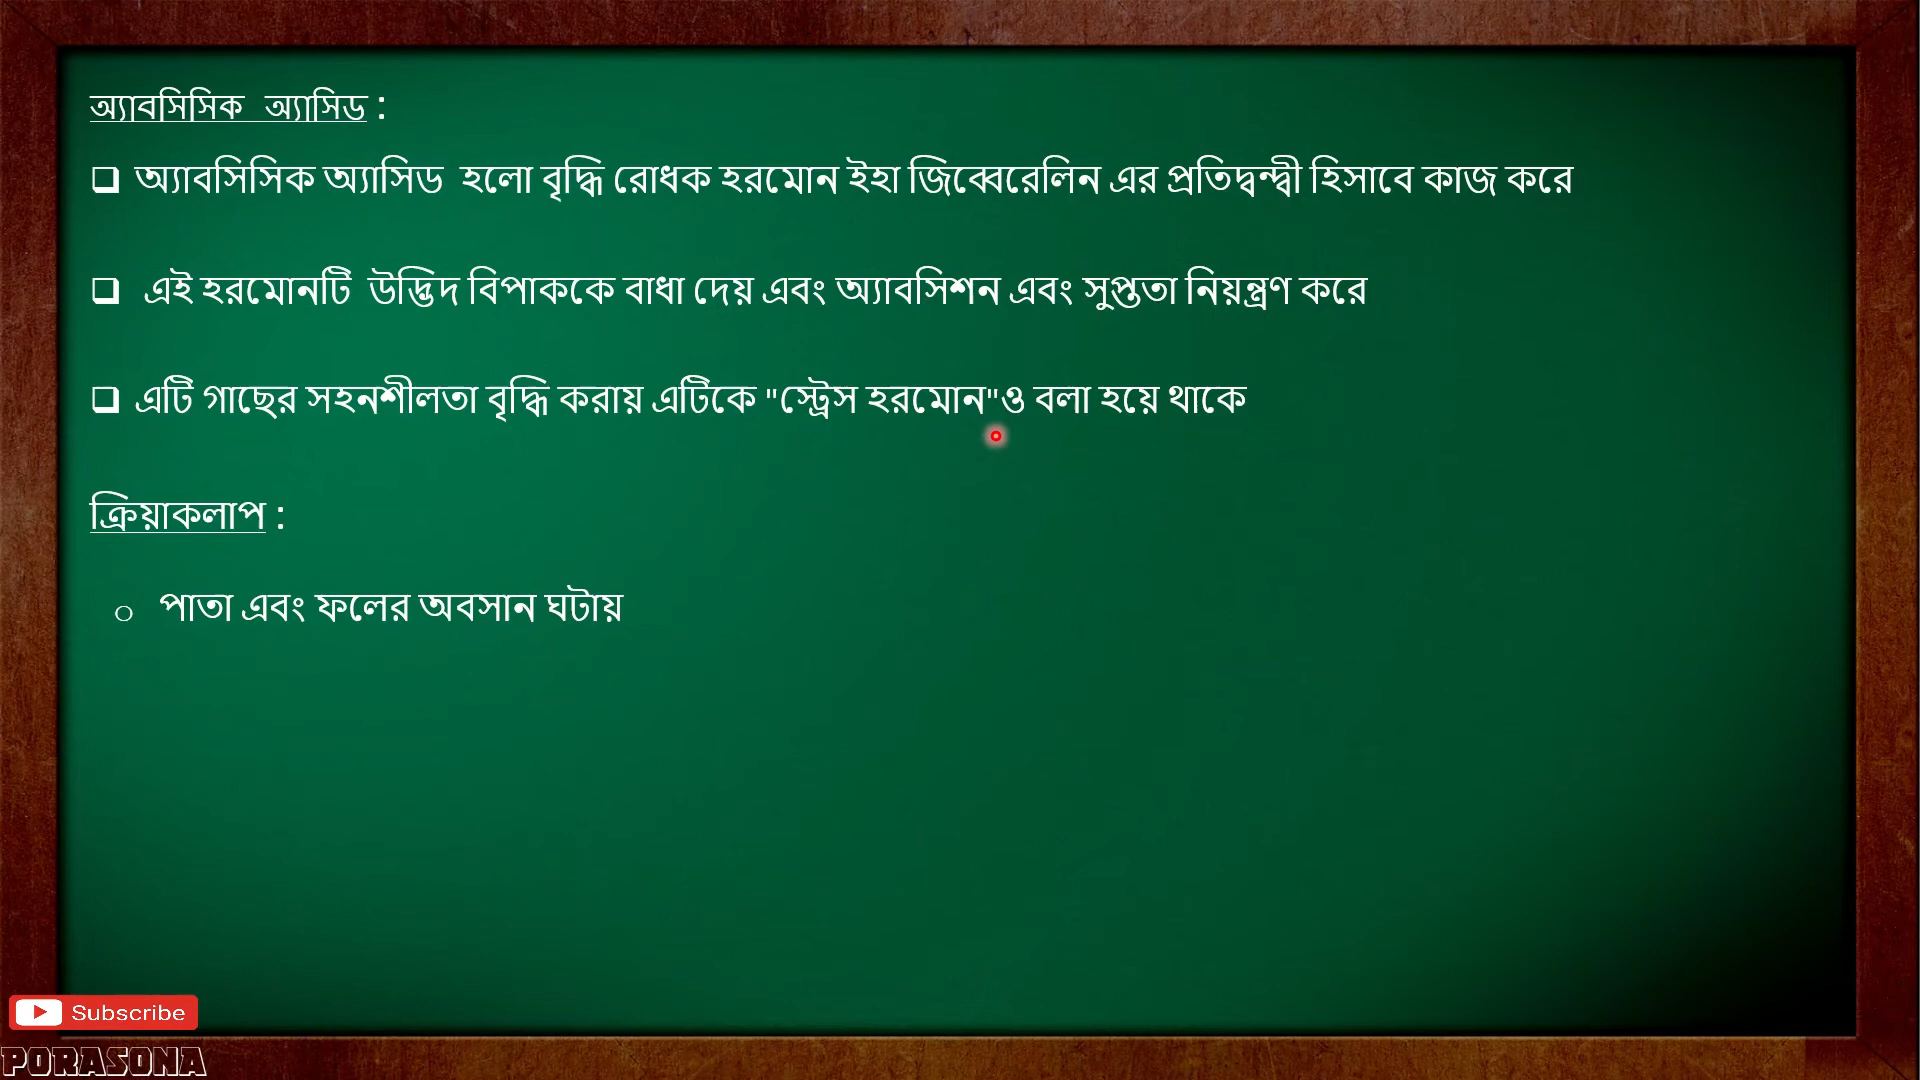 অ্যাবসিসিক অ্যাসিড :
অ্যাবসিসিক অ্যাসিড হলো বৃদ্ধি রোধক হরমোন ইহা জিব্বেরেলিন এর প্রতিদ্বন্দ্বী হিসাবে কাজ করে
এই হরমোনটি উদ্ভিদ বিপাককে বাধা দেয় এবং অ্যাবসিশন এবং সুপ্ততা নিয়ন্ত্রণ করে
এটি গাছের সহনশীলতা বৃদ্ধি করায় এটিকে "স্ট্রেস হরমোন"ও বলা হয়ে থাকে
ক্রিয়াকলাপ :
পাতা এবং ফলের অবসান ঘটায়
Subscribe
PORASONA